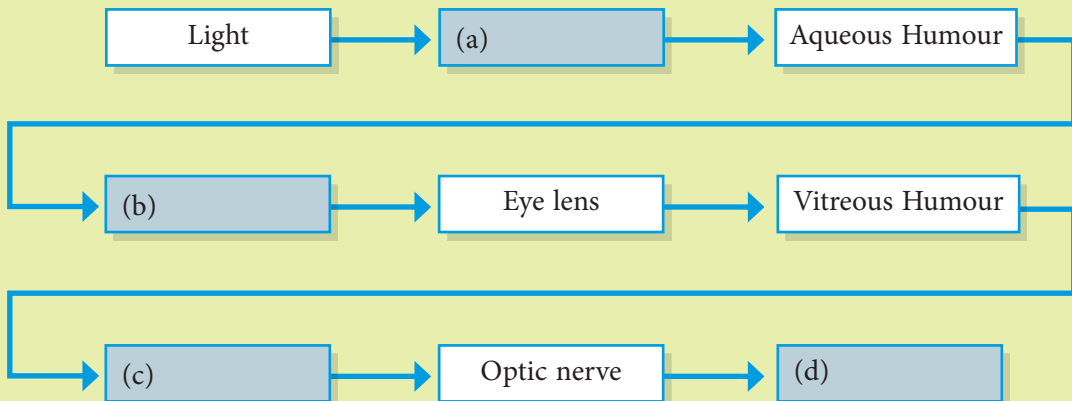 Light
(a)
Aqueous Humour
(b)
Eye lens
Vitreous Humour
(c)
Optic nerve
(d)